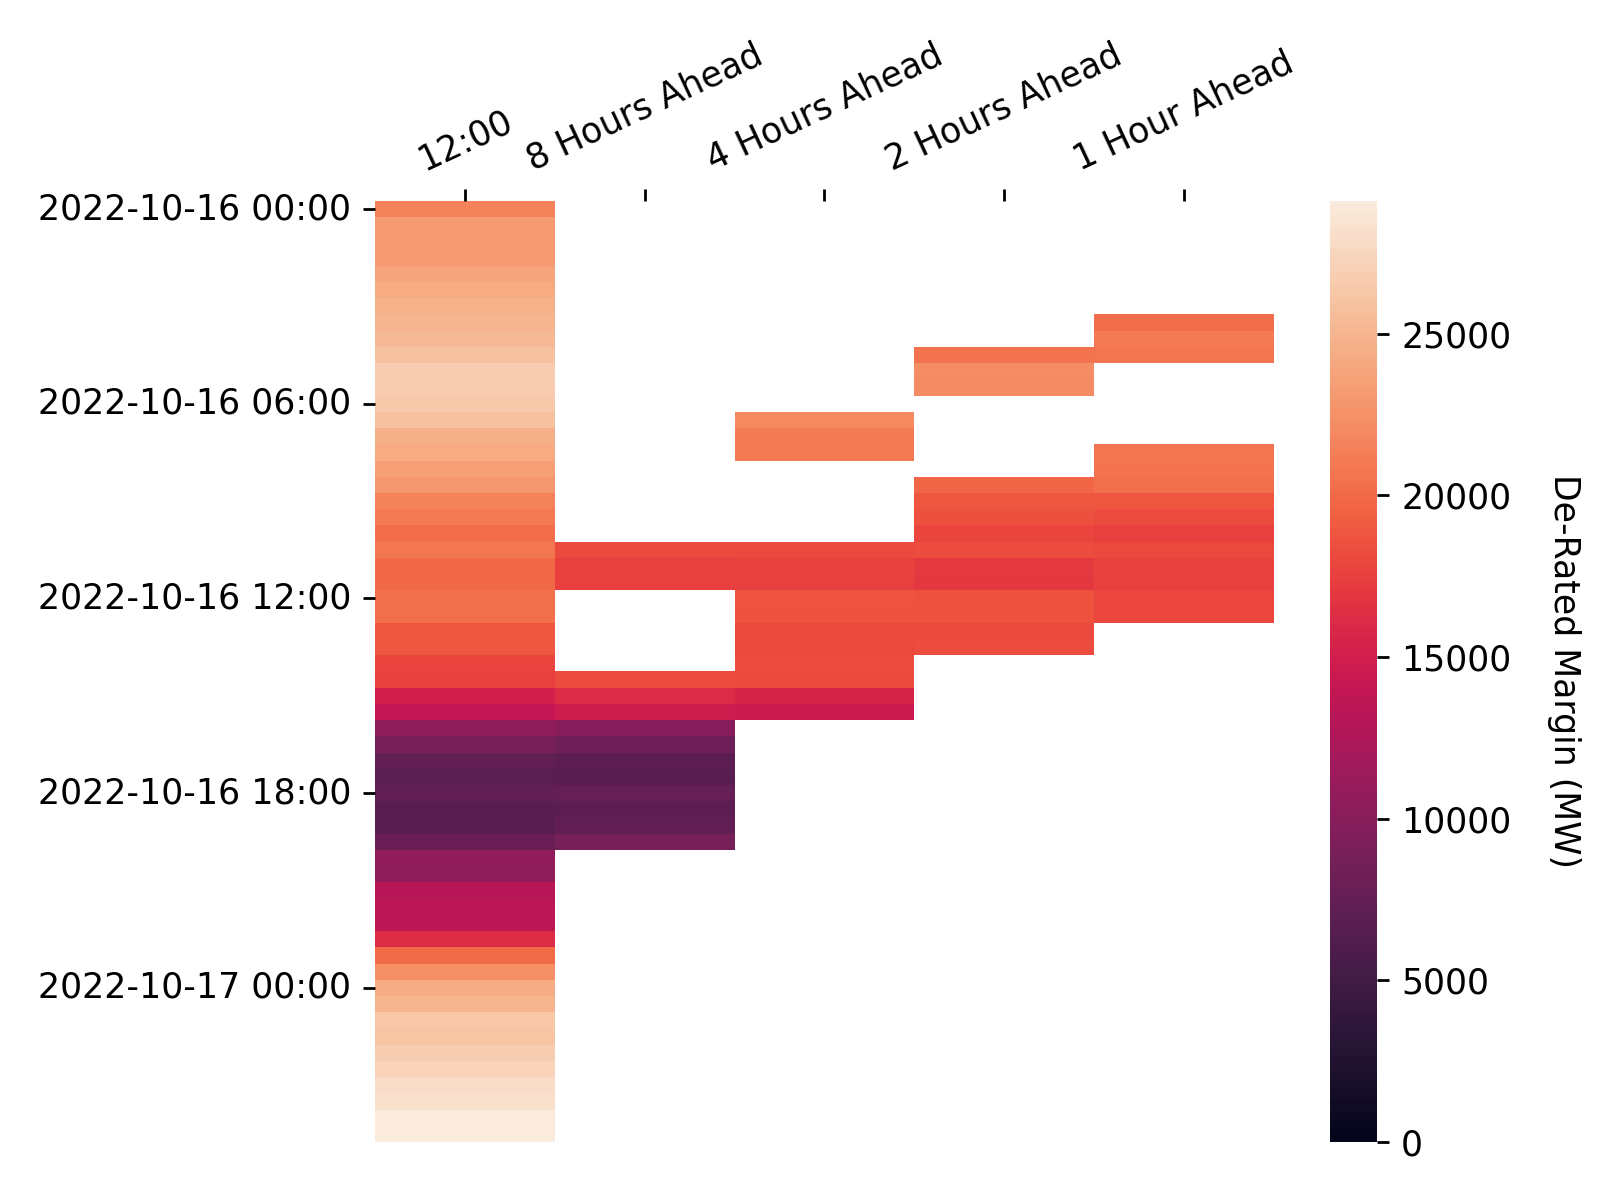 12:00
8 Hours Ahead
4 Hours Ahead
2 Hours Ahead
1 Hour Ahead
2022-10-16 00:00
2022-10-16 06:00
2022-10-16 12:00
2022-10-16 18:00
2022-10-17 00:00
25000
20000
15000
10000
5000
0
De-Rated Margin (MW)